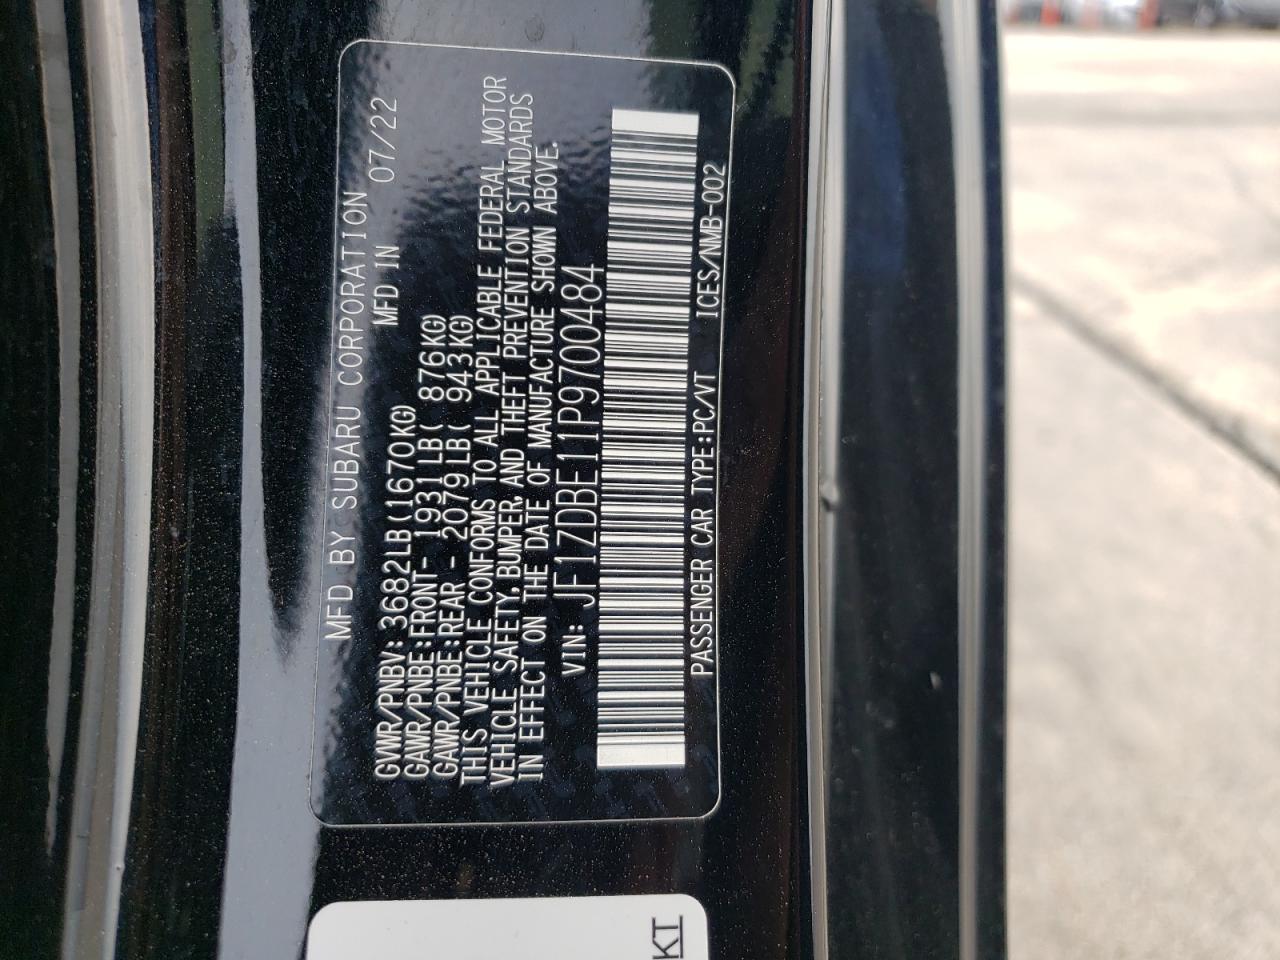 MFD BY SUBARU CORPORATION
MFD IN 07/22
GVWR/PNBV: 3682LB(1670KG)
GAWR/PNBE:FRONT- 1931LB( 876KG)
GAWR/PNBE:REAR - 2079LB( 943KG)
THIS VEHICLE CONFORMS TO ALL APPLICABLE FEDERAL MOTOR
VEHICLE SAFETY, BUMPER, AND THEFT PREVENTION STANDARDS
IN EFFECT ON THE DATE OF MANUFACTURE SHOWN ABOVE.
VIN: JF1ZDBE11P9700484
PASSENGER CAR TYPE:PC/VT ICES/NMB-002
KT